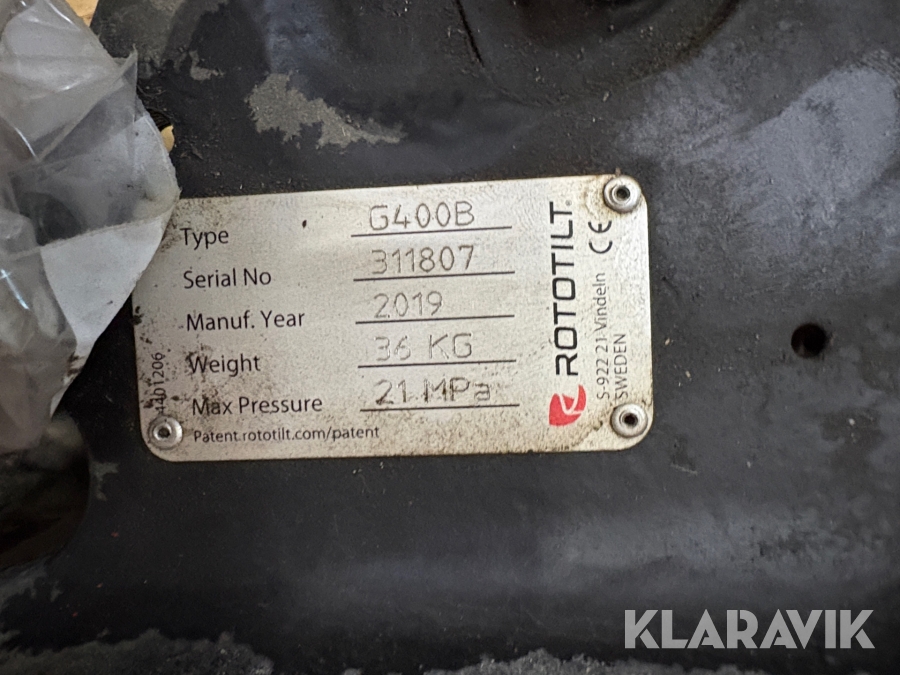 Type G400B
Serial No 311807
Manuf. Year 2019
Weight 36 KG
Max Pressure 21 MPa
Patent.rototilt.com/patent
4401206
ROTOTILT®
S-922 21 Vindeln
SWEDEN
CE
KLARAVIK